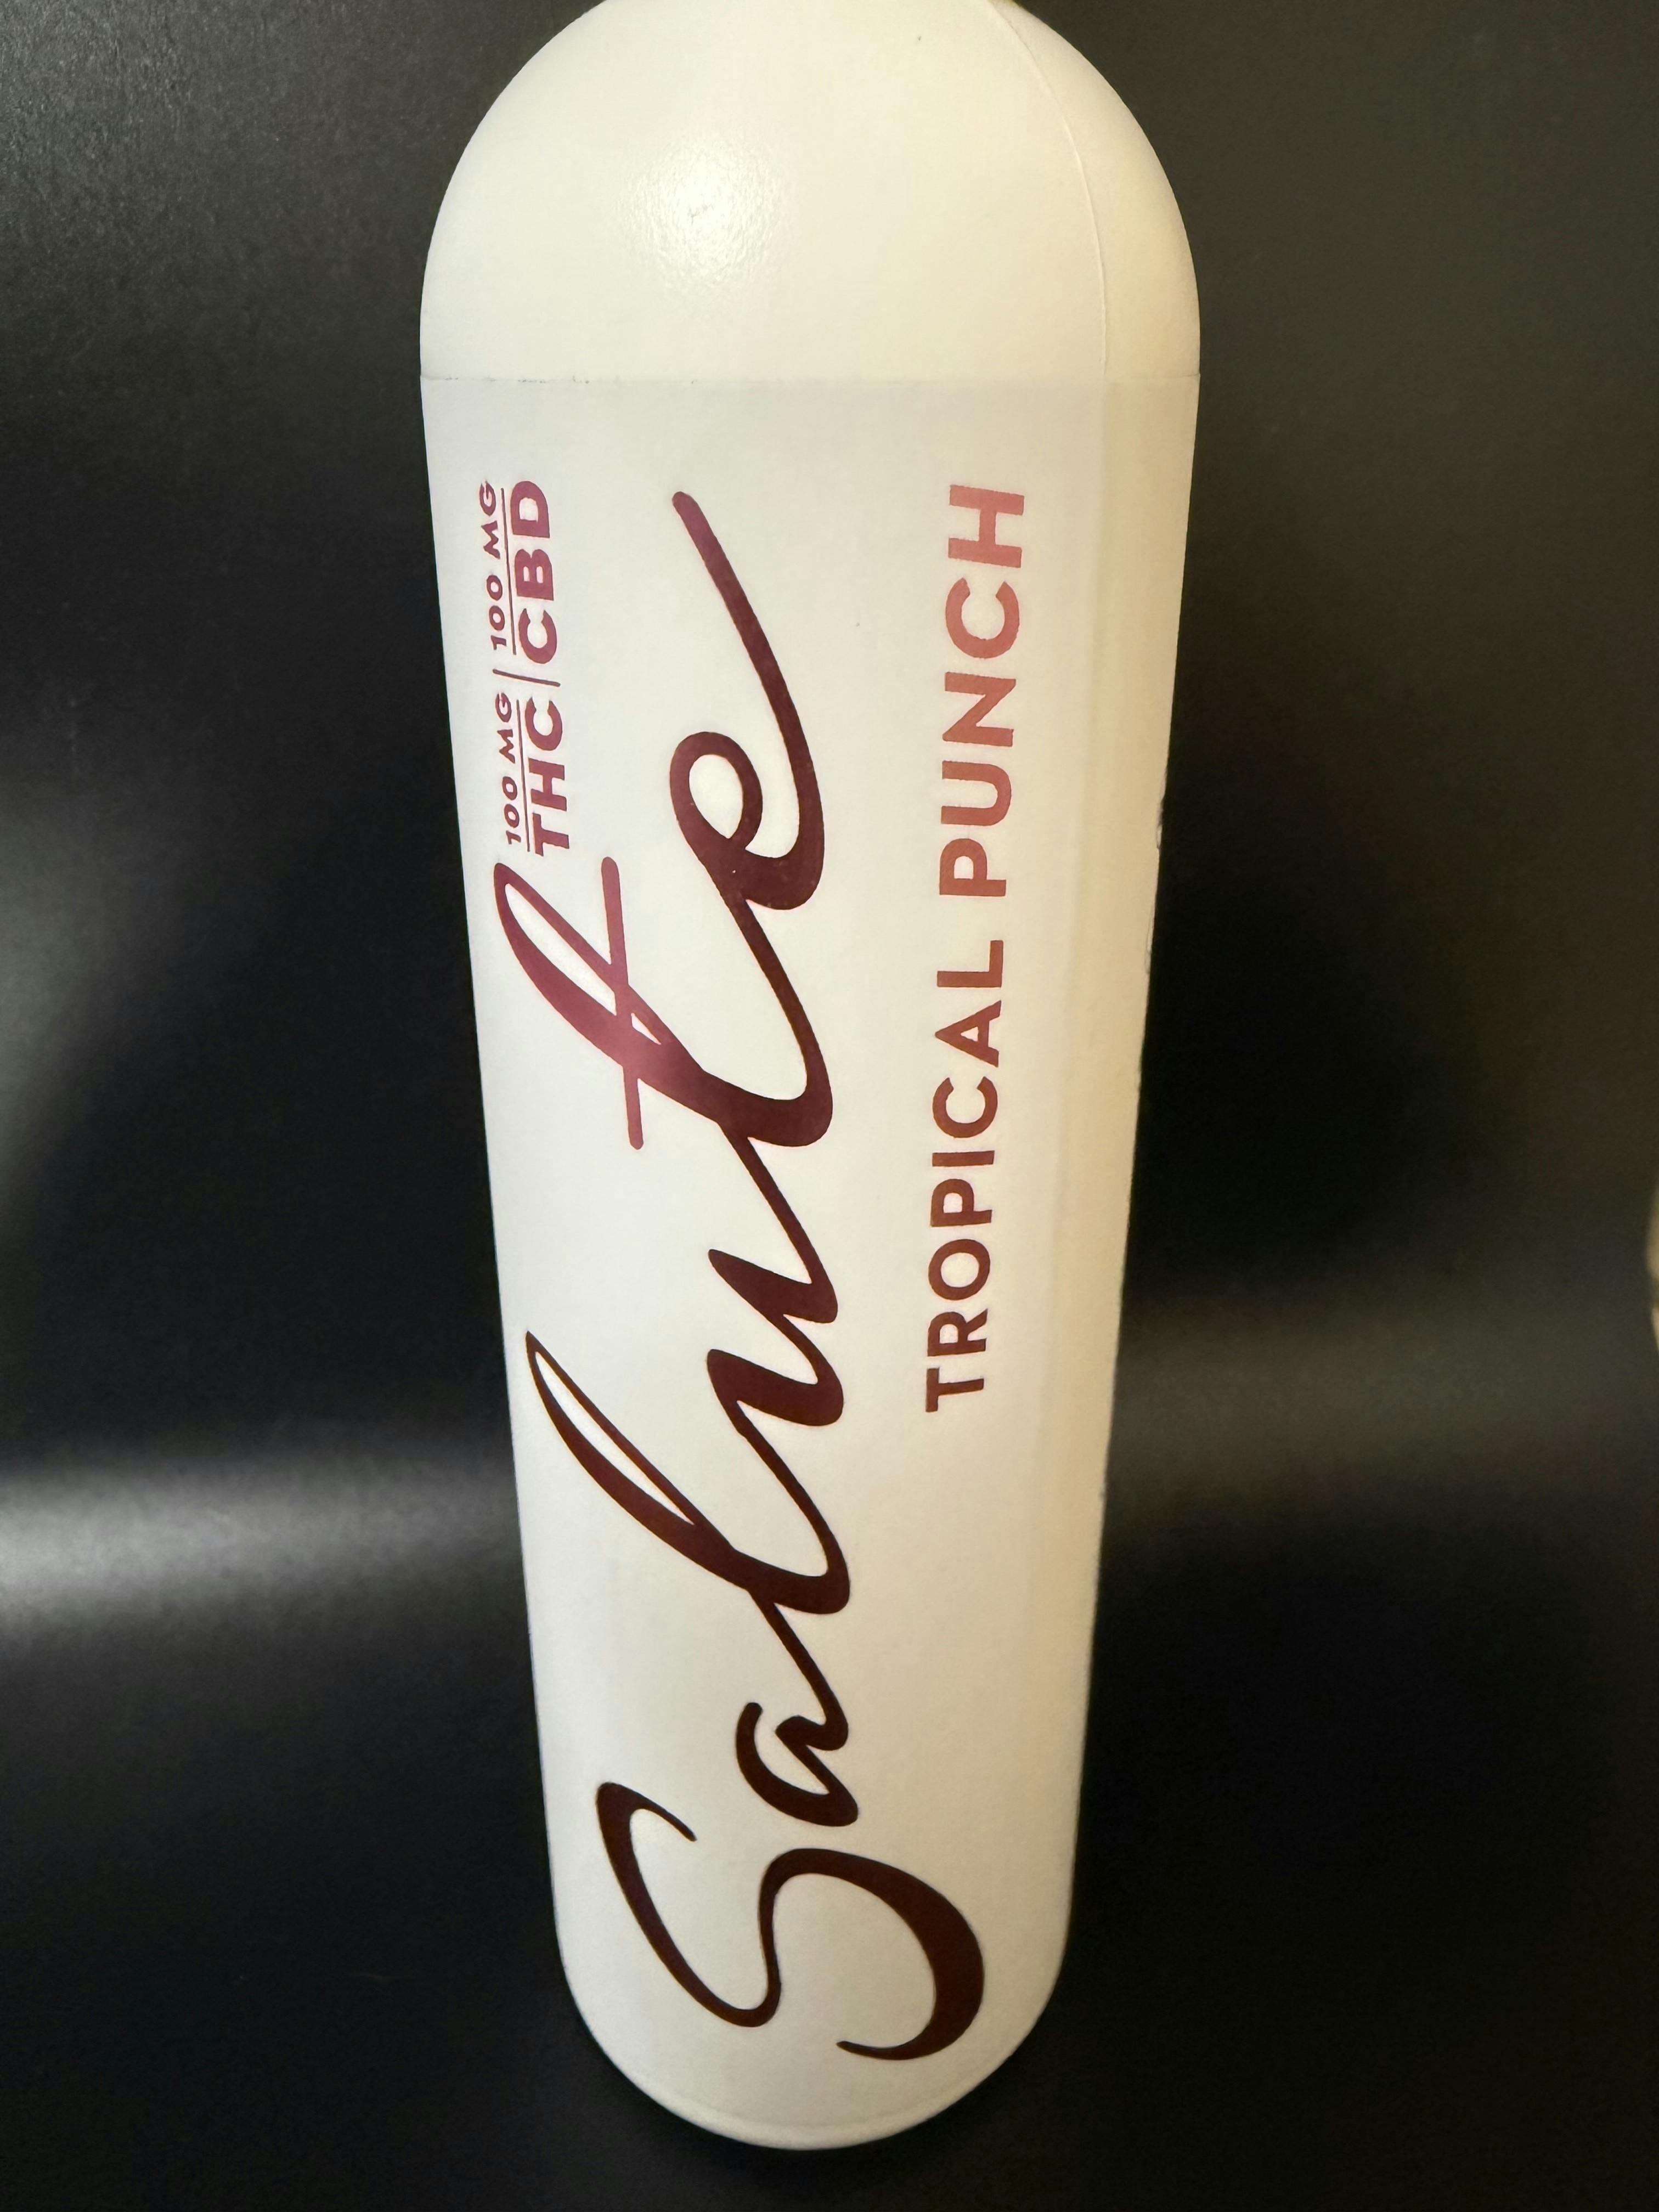 100 MG | 100 MG
THC | CBD
Salute
TROPICAL PUNCH